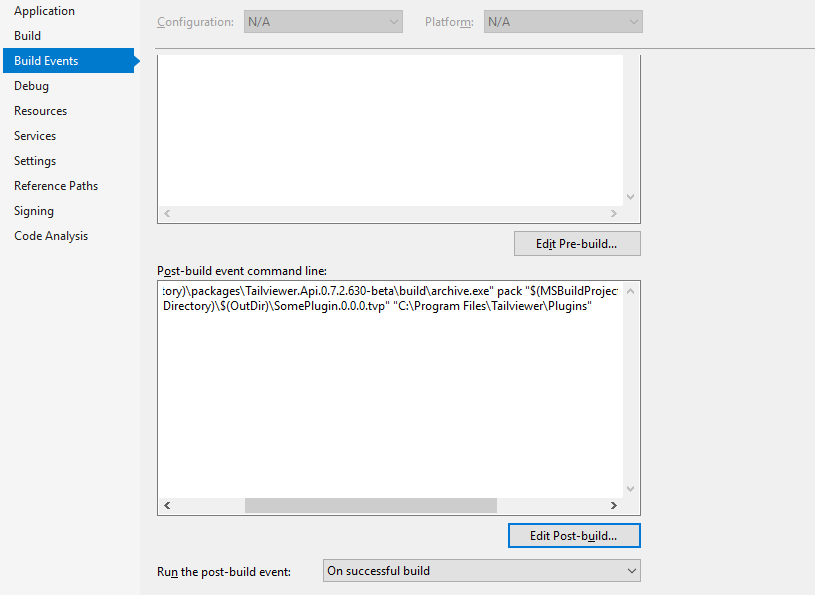 Application
Build
Build Events
Debug
Resources
Services
Settings
Reference Paths
Signing
Code Analysis
Configuration: N/A Platform: N/A
Edit Pre-build...
Post-build event command line:
:ory)\packages\Tailviewer.Api.0.7.2.630-beta\build\archive.exe" pack "$(MSBuildProjec
Directory)\$(OutDir)\SomePlugin.0.0.0.tvp" "C:\Program Files\Tailviewer\Plugins"
Edit Post-build...
Run the post-build event: On successful build